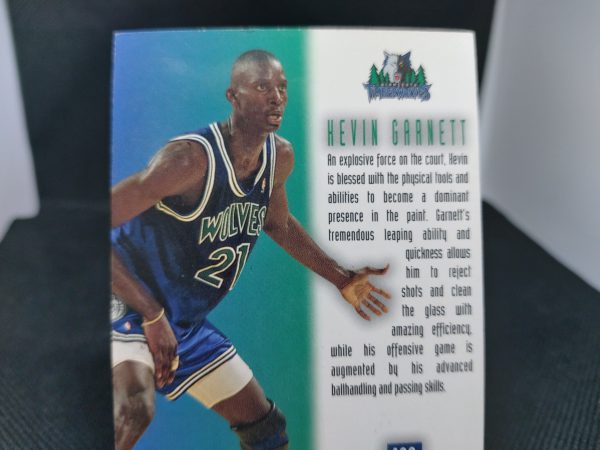 TIMBERWOLVES
KEVIN GARNETT
An explosive force on the court, Kevin
is blessed with the physical tools and
abilities to become a dominant
presence in the paint. Garnett's
tremendous leaping ability and
quickness allows
him to reject
shots and clean
the glass with
amazing efficiency,
while his offensive game is
augmented by his advanced
ballhandling and passing skills.
WOLVES
21